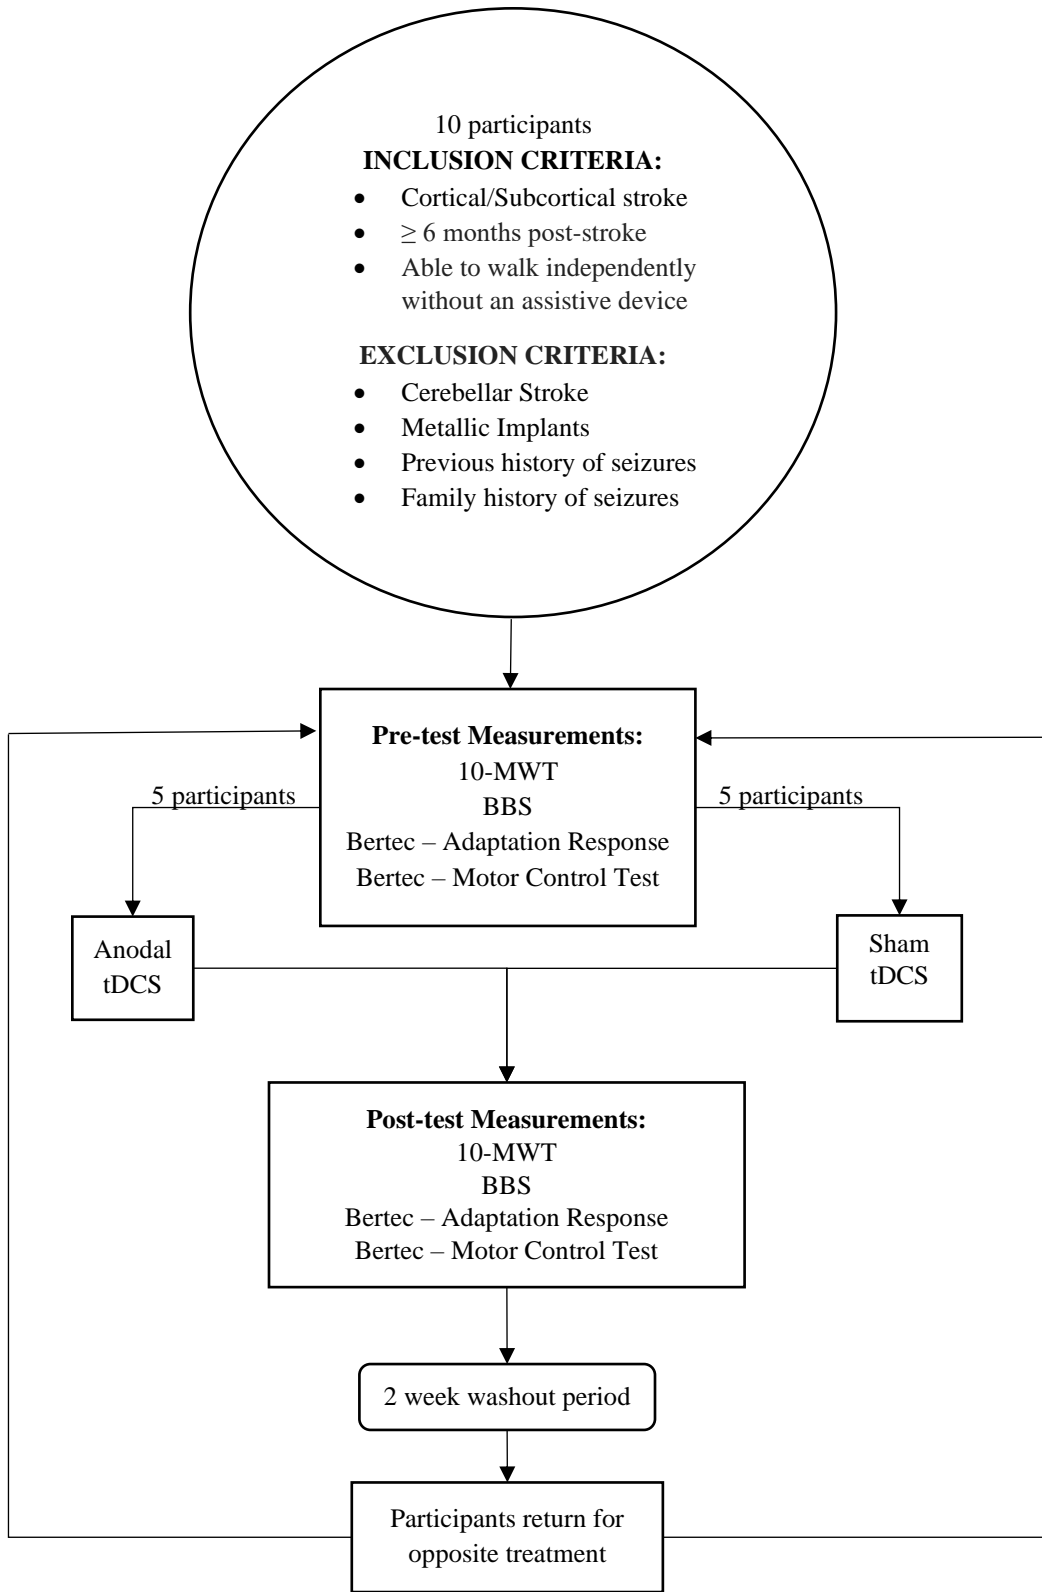 10 participants
INCLUSION CRITERIA:
• Cortical/Subcortical stroke
• ≥ 6 months post-stroke
• Able to walk independently
without an assistive device
EXCLUSION CRITERIA:
• Cerebellar Stroke
• Metallic Implants
• Previous history of seizures
• Family history of seizures
Pre-test Measurements:
10-MWT
BBS
Bertec – Adaptation Response
Bertec – Motor Control Test
5 participants
5 participants
Anodal
tDCS
Sham
tDCS
Post-test Measurements:
10-MWT
BBS
Bertec – Adaptation Response
Bertec – Motor Control Test
2 week washout period
Participants return for
opposite treatment